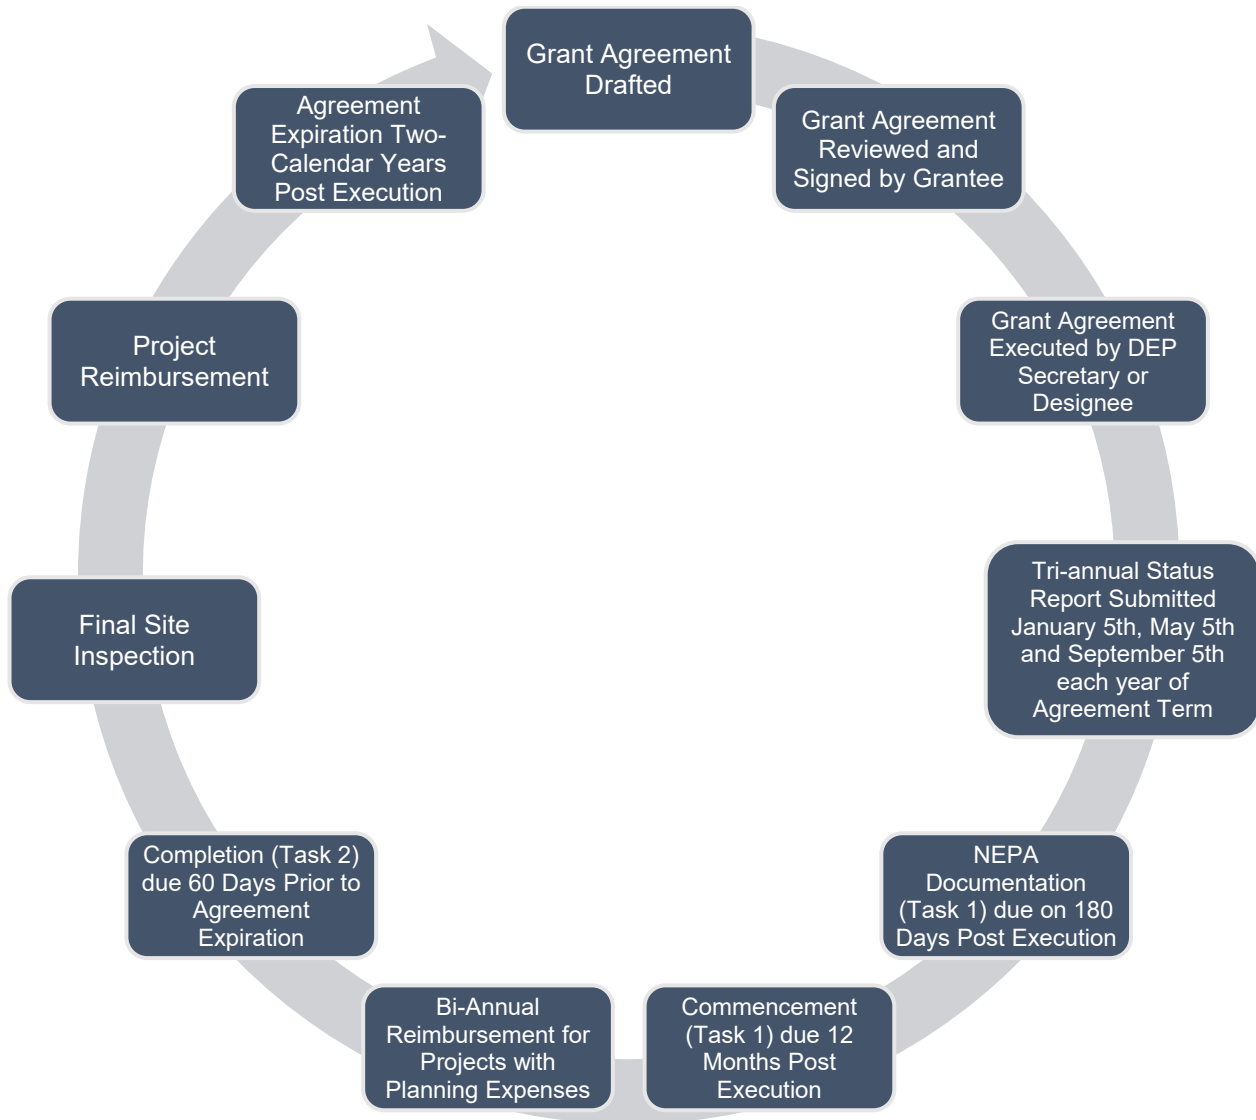 Grant Agreement
Drafted
Grant Agreement
Reviewed and
Signed by Grantee
Grant Agreement
Executed by DEP
Secretary or
Designee
Tri-annual Status
Report Submitted
January 5th, May 5th
and September 5th
each year of
Agreement Term
NEPA
Documentation
(Task 1) due on 180
Days Post Execution
Commencement
(Task 1) due 12
Months Post
Execution
Bi-Annual
Reimbursement for
Projects with
Planning Expenses
Completion (Task 2)
due 60 Days Prior to
Agreement
Expiration
Final Site
Inspection
Project
Reimbursement
Agreement
Expiration Two-
Calendar Years
Post Execution